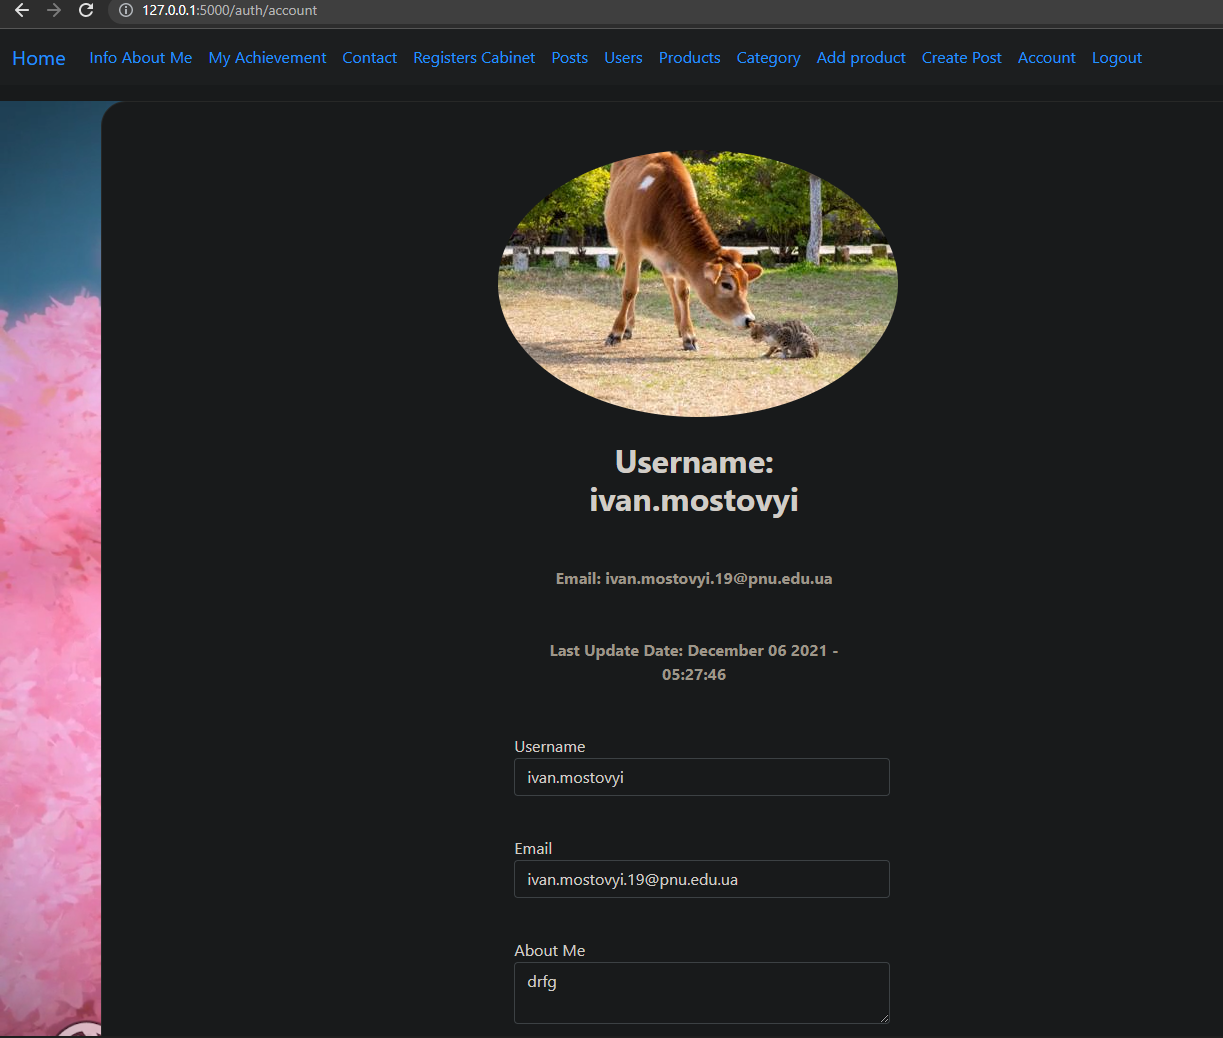 127.0.0.1:5000/auth/account
Home Info About Me My Achievement Contact Registers Cabinet Posts Users Products Category Add product Create Post Account Logout
Username:
ivan.mostovyi
Email: ivan.mostovyi.19@pnu.edu.ua
Last Update Date: December 06 2021 -
05:27:46
Username
ivan.mostovyi
Email
ivan.mostovyi.19@pnu.edu.ua
About Me
drfg